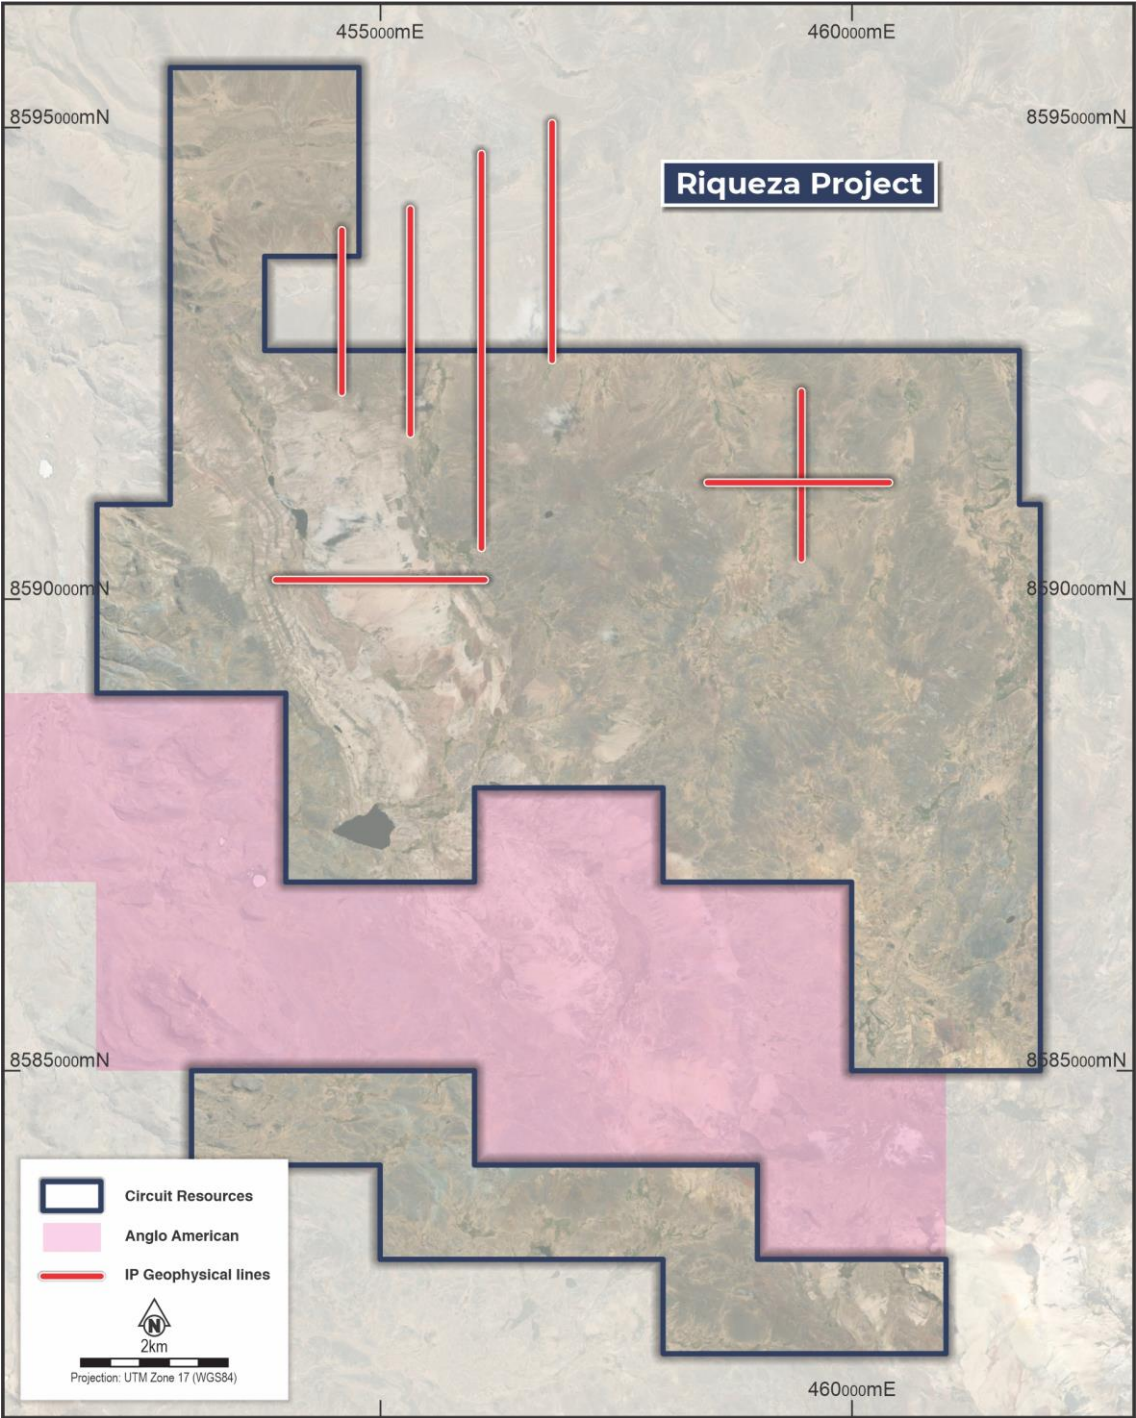 455000mE
460000mE
8595000mN
8595000mN
Riqueza Project
8590000mN
8590000mN
8585000mN
8585000mN
Circuit Resources
Anglo American
IP Geophysical lines
N
2km
Projection: UTM Zone 17 (WGS84)
460000mE